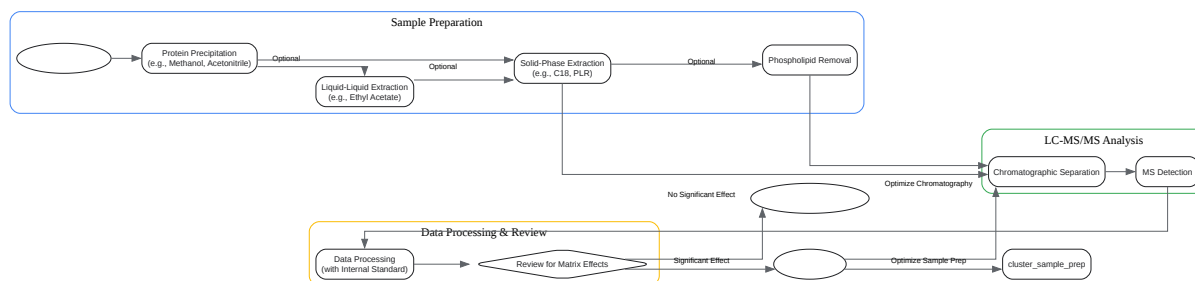 Sample Preparation
Protein Precipitation
(e.g., Methanol, Acetonitrile)
Optional
Liquid-Liquid Extraction
(e.g., Ethyl Acetate)
Optional
Solid-Phase Extraction
(e.g., C18, PLR)
Optional
Phospholipid Removal
LC-MS/MS Analysis
Chromatographic Separation
MS Detection
Optimize Chromatography
No Significant Effect
Data Processing & Review
Data Processing
(with Internal Standard)
Review for Matrix Effects
Significant Effect
Optimize Sample Prep
cluster_sample_prep